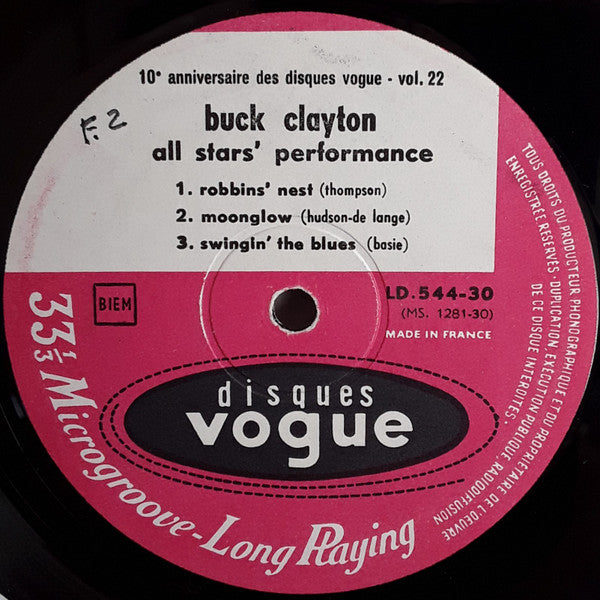 10e anniversaire des disques vogue - vol. 22
F. 2
buck clayton
all stars' performance
1. robbins' nest (thompson)
2. moonglow (hudson-de lange)
3. swingin' the blues (basie)
BIEM
LD. 544-30
(MS. 1281-30)
MADE IN FRANCE
disques
vogue
33 1/3 Microgroove-Long Playing
TOUS DROITS DU PRODUCTEUR PHONOGRAPHIQUE ET DU PROPRIÉTAIRE DE L'ŒUVRE
ENREGISTRÉE RÉSERVÉS - DUPLICATION EXÉCUTION PUBLIQUE RADIODIFFUSION
DE CE DISQUE INTERDITES.